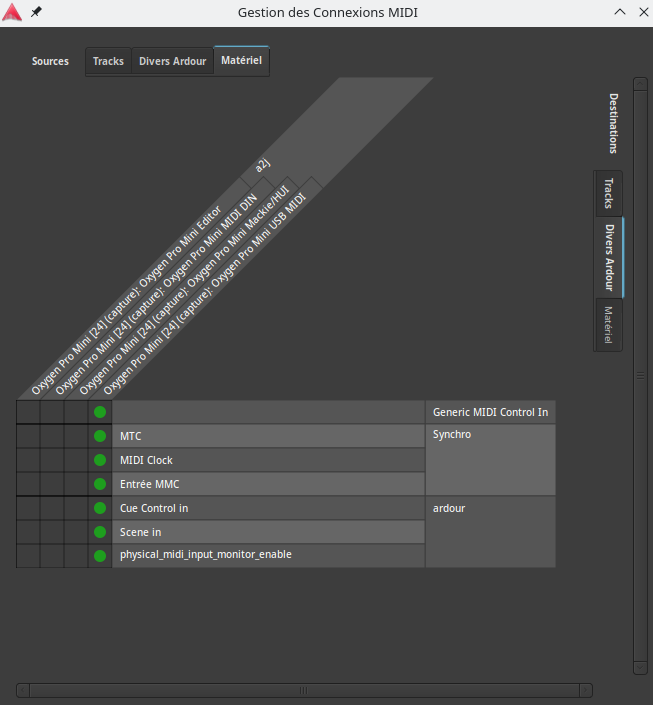 Gestion des Connexions MIDI
Sources
Tracks
Divers Ardour
Matériel
Destinations
Tracks
Divers Ardour
Matériel
a2j
Oxygen Pro Mini [24] (capture): Oxygen Pro Mini Editor
Oxygen Pro Mini [24] (capture): Oxygen Pro Mini MIDI DIN
Oxygen Pro Mini [24] (capture): Oxygen Pro Mini Mackie/HUI
Oxygen Pro Mini [24] (capture): Oxygen Pro Mini USB MIDI
Generic MIDI Control In
MTC
Synchro
MIDI Clock
Entrée MMC
Cue Control in
ardour
Scene in
physical_midi_input_monitor_enable